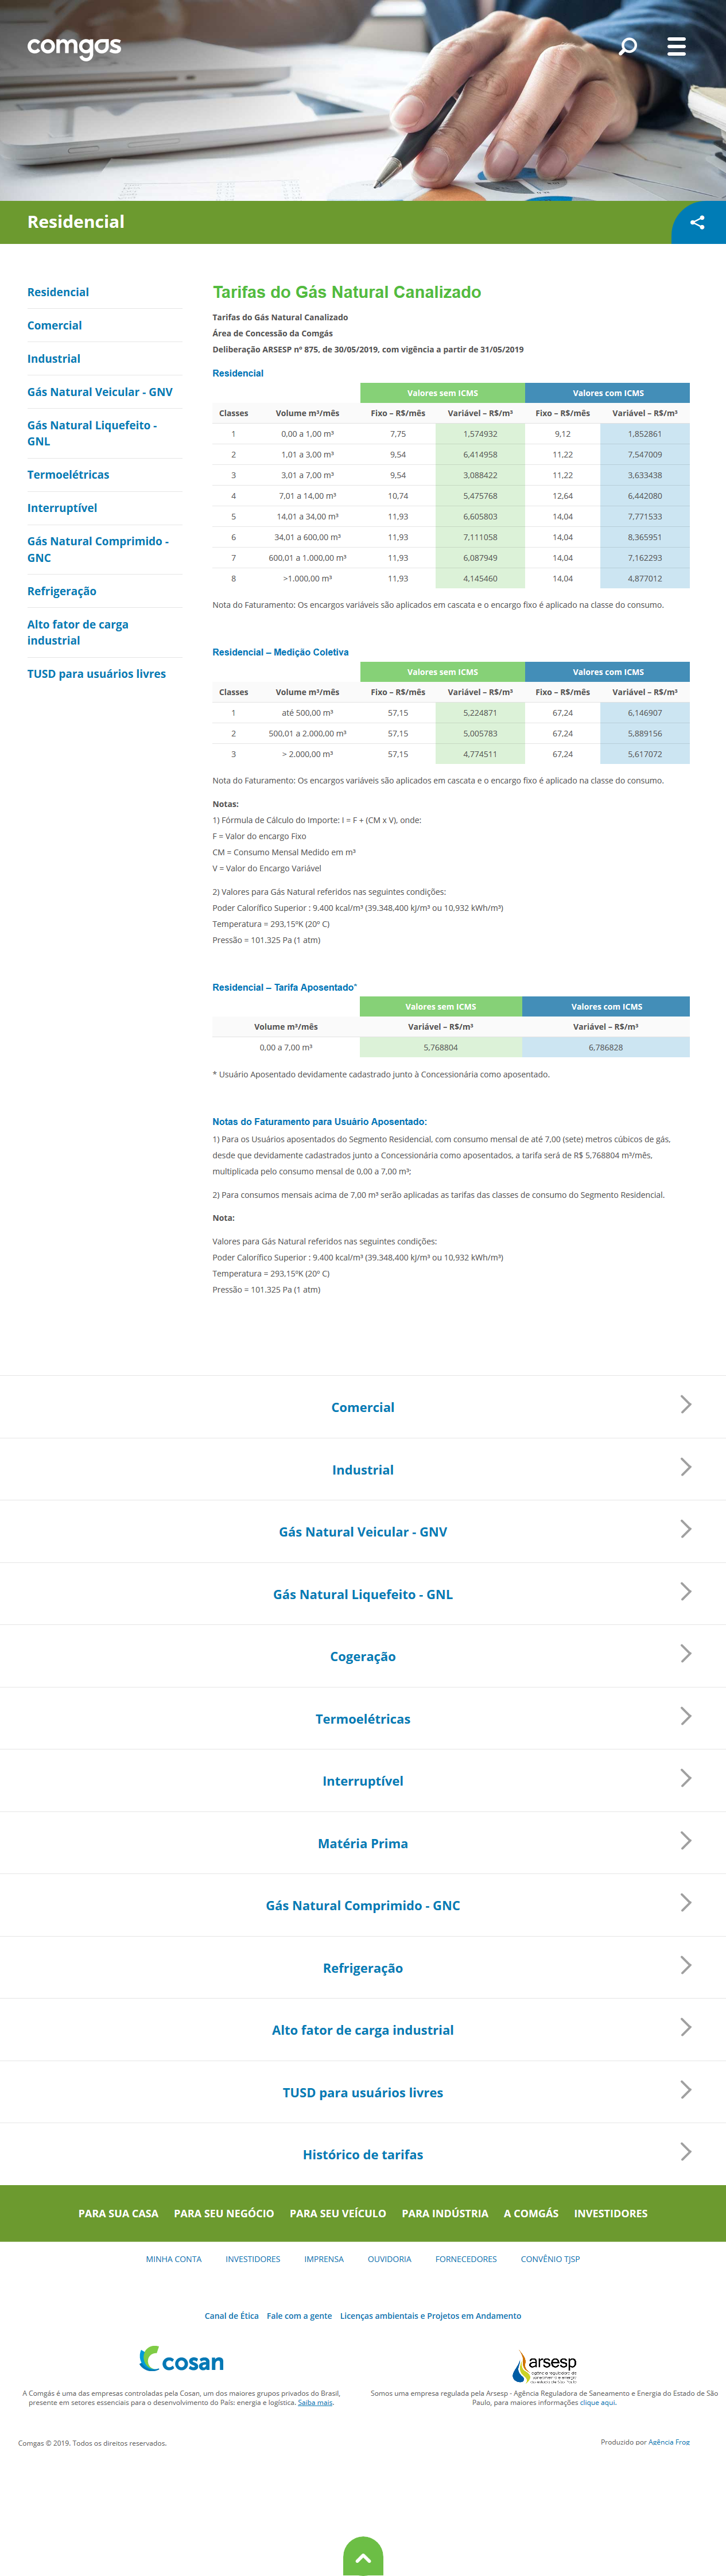 comgas
Residencial
Residencial
Comercial
Industrial
Gás Natural Veicular - GNV
Gás Natural Liquefeito -
GNL
Termoelétricas
Interruptível
Gás Natural Comprimido -
GNC
Refrigeração
Alto fator de carga
industrial
TUSD para usuários livres
Tarifas do Gás Natural Canalizado
Tarifas do Gás Natural Canalizado
Área de Concessão da Comgás
Deliberação ARSESP nº 875, de 30/05/2019, com vigência a partir de 31/05/2019
Residencial
Valores sem ICMS Valores com ICMS
Classes Volume m³/mês Fixo – R$/mês Variável – R$/m³ Fixo – R$/mês Variável – R$/m³
1 0,00 a 1,00 m³ 7,75 1,574932 9,12 1,852861
2 1,01 a 3,00 m³ 9,54 6,414958 11,22 7,547009
3 3,01 a 7,00 m³ 9,54 3,088422 11,22 3,633438
4 7,01 a 14,00 m³ 10,74 5,475768 12,64 6,442080
5 14,01 a 34,00 m³ 11,93 6,605803 14,04 7,771533
6 34,01 a 600,00 m³ 11,93 7,111058 14,04 8,365951
7 600,01 a 1.000,00 m³ 11,93 6,087949 14,04 7,162293
8 >1.000,00 m³ 11,93 4,145460 14,04 4,877012
Nota do Faturamento: Os encargos variáveis são aplicados em cascata e o encargo fixo é aplicado na classe do consumo.
Residencial – Medição Coletiva
Valores sem ICMS Valores com ICMS
Classes Volume m³/mês Fixo – R$/mês Variável – R$/m³ Fixo – R$/mês Variável – R$/m³
1 até 500,00 m³ 57,15 5,224871 67,24 6,146907
2 500,01 a 2.000,00 m³ 57,15 5,005783 67,24 5,889156
3 > 2.000,00 m³ 57,15 4,774511 67,24 5,617072
Nota do Faturamento: Os encargos variáveis são aplicados em cascata e o encargo fixo é aplicado na classe do consumo.
Notas:
1) Fórmula de Cálculo do Importe: I = F + (CM x V), onde:
F = Valor do encargo Fixo
CM = Consumo Mensal Medido em m³
V = Valor do Encargo Variável
2) Valores para Gás Natural referidos nas seguintes condições:
Poder Calorífico Superior : 9.400 kcal/m³ (39.348,400 kJ/m³ ou 10,932 kWh/m³)
Temperatura = 293,15ºK (20º C)
Pressão = 101.325 Pa (1 atm)
Residencial – Tarifa Aposentado*
Valores sem ICMS Valores com ICMS
Volume m³/mês Variável – R$/m³ Variável – R$/m³
0,00 a 7,00 m³ 5,768804 6,786828
* Usuário Aposentado devidamente cadastrado junto à Concessionária como aposentado.
Notas do Faturamento para Usuário Aposentado:
1) Para os Usuários aposentados do Segmento Residencial, com consumo mensal de até 7,00 (sete) metros cúbicos de gás,
desde que devidamente cadastrados junto a Concessionária como aposentados, a tarifa será de R$ 5,768804 m³/mês,
multiplicada pelo consumo mensal de 0,00 a 7,00 m³;
2) Para consumos mensais acima de 7,00 m³ serão aplicadas as tarifas das classes de consumo do Segmento Residencial.
Nota:
Valores para Gás Natural referidos nas seguintes condições:
Poder Calorífico Superior : 9.400 kcal/m³ (39.348,400 kJ/m³ ou 10,932 kWh/m³)
Temperatura = 293,15ºK (20º C)
Pressão = 101.325 Pa (1 atm)
Comercial
Industrial
Gás Natural Veicular - GNV
Gás Natural Liquefeito - GNL
Cogeração
Termoelétricas
Interruptível
Matéria Prima
Gás Natural Comprimido - GNC
Refrigeração
Alto fator de carga industrial
TUSD para usuários livres
Histórico de tarifas
PARA SUA CASA PARA SEU NEGÓCIO PARA SEU VEÍCULO PARA INDÚSTRIA A COMGÁS INVESTIDORES
MINHA CONTA INVESTIDORES IMPRENSA OUVIDORIA FORNECEDORES CONVÊNIO TJSP
Canal de Ética Fale com a gente Licenças ambientais e Projetos em Andamento
cosan
A Comgás é uma das empresas controladas pela Cosan, um dos maiores grupos privados do Brasil,
presente em setores essenciais para o desenvolvimento do País: energia e logística. Saiba mais.
arsesp
Somos uma empresa regulada pela Arsesp - Agência Reguladora de Saneamento e Energia do Estado de São
Paulo, para maiores informações clique aqui.
Comgas © 2019. Todos os direitos reservados.
Produzido por Agência Frog